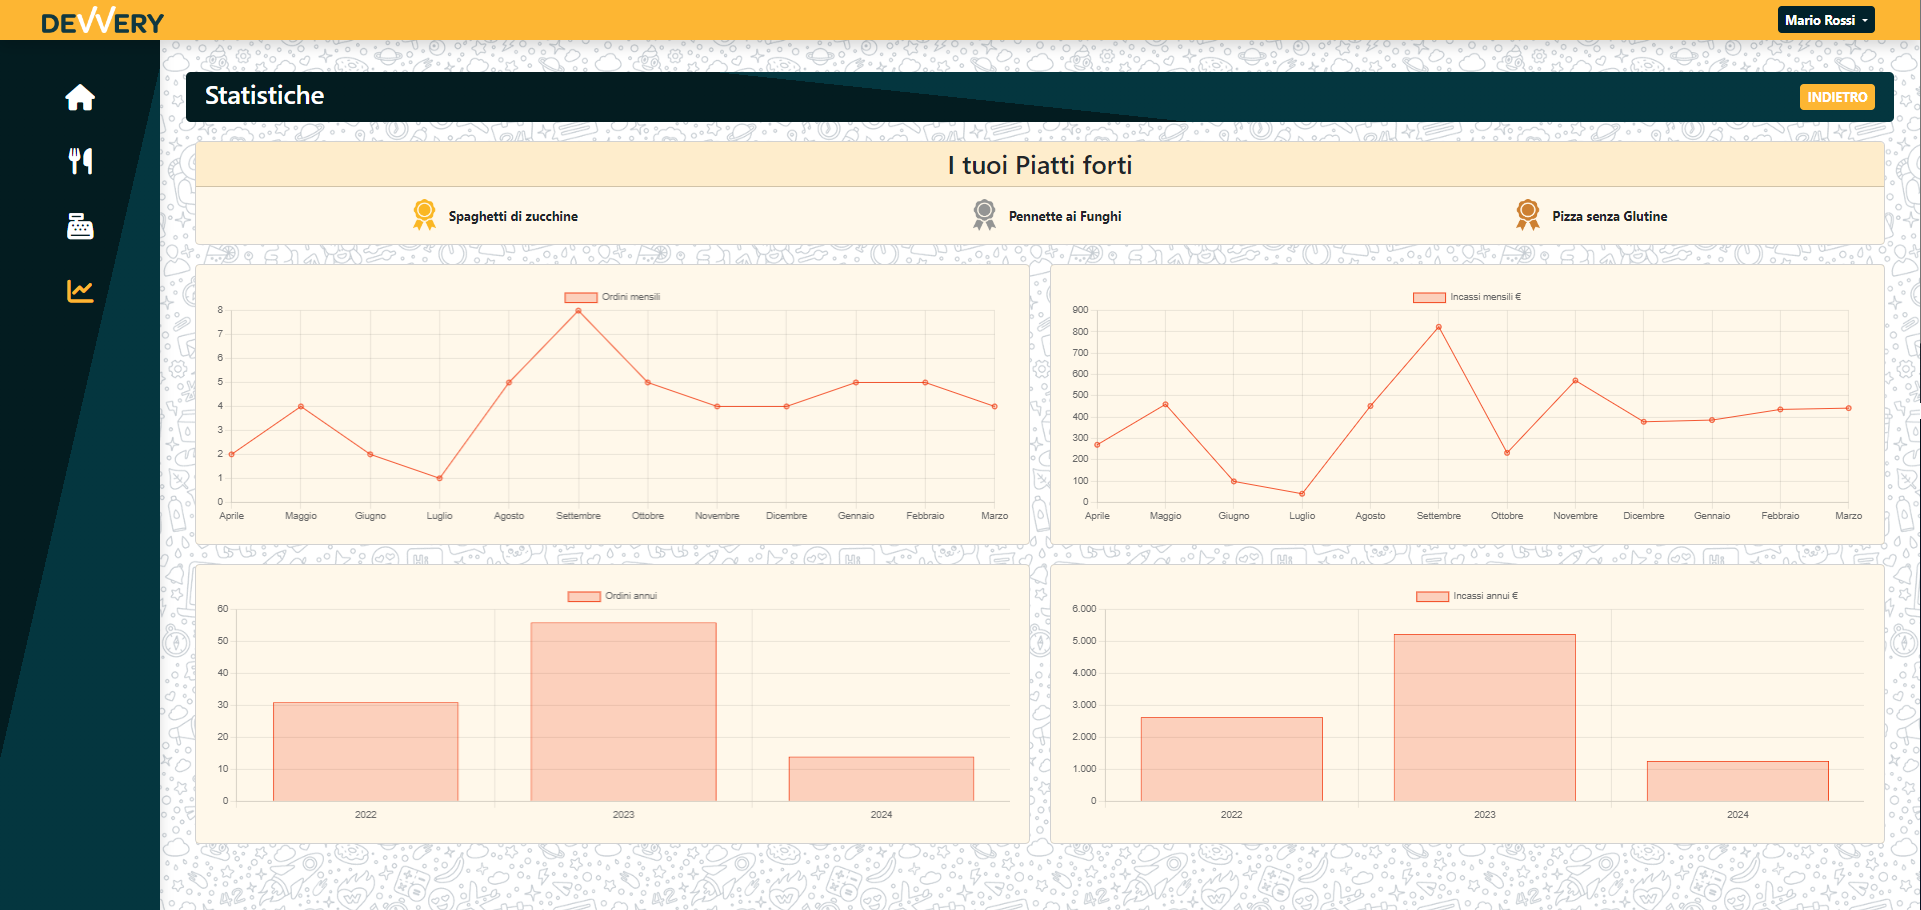 DEVVERY
Mario Rossi
Statistiche
INDIETRO
I tuoi Piatti forti
Spaghetti di zucchine
Pennette ai Funghi
Pizza senza Glutine
Ordini mensili
8
7
6
5
4
3
2
1
0
Aprile Maggio Giugno Luglio Agosto Settembre Ottobre Novembre Dicembre Gennaio Febbraio Marzo
Incassi mensili €
900
800
700
600
500
400
300
200
100
0
Aprile Maggio Giugno Luglio Agosto Settembre Ottobre Novembre Dicembre Gennaio Febbraio Marzo
Ordini annui
60
50
40
30
20
10
0
2022 2023 2024
Incassi annui €
6.000
5.000
4.000
3.000
2.000
1.000
0
2022 2023 2024